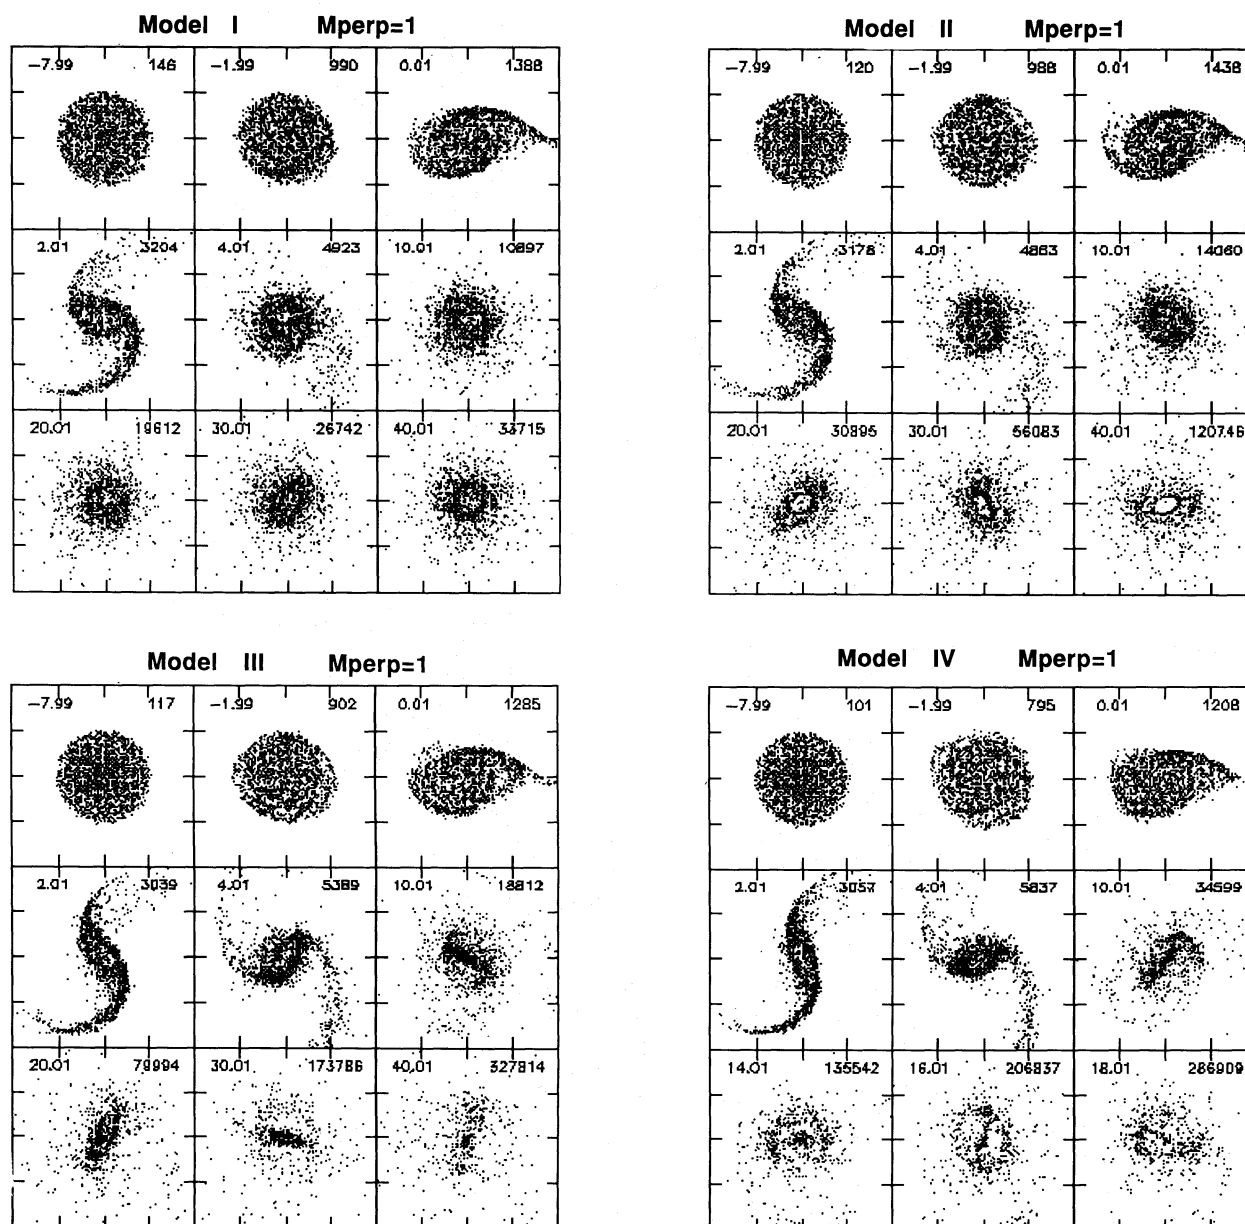 Model I Mperp=1
-7.99 146 -1.99 990 0.01 1388
2.01 3204 4.01 4923 10.01 10697
20.01 19612 30.01 26742 40.01 33715
Model II Mperp=1
-7.99 120 -1.99 988 0.01 1438
2.01 3178 4.01 4863 10.01 14060
20.01 30895 30.01 56083 40.01 120746
Model III Mperp=1
-7.99 117 -1.99 902 0.01 1285
2.01 3039 4.01 5389 10.01 18812
20.01 79994 30.01 173786 40.01 327814
Model IV Mperp=1
-7.99 101 -1.99 795 0.01 1208
2.01 3057 4.01 5837 10.01 34599
14.01 135542 16.01 206837 18.01 286909